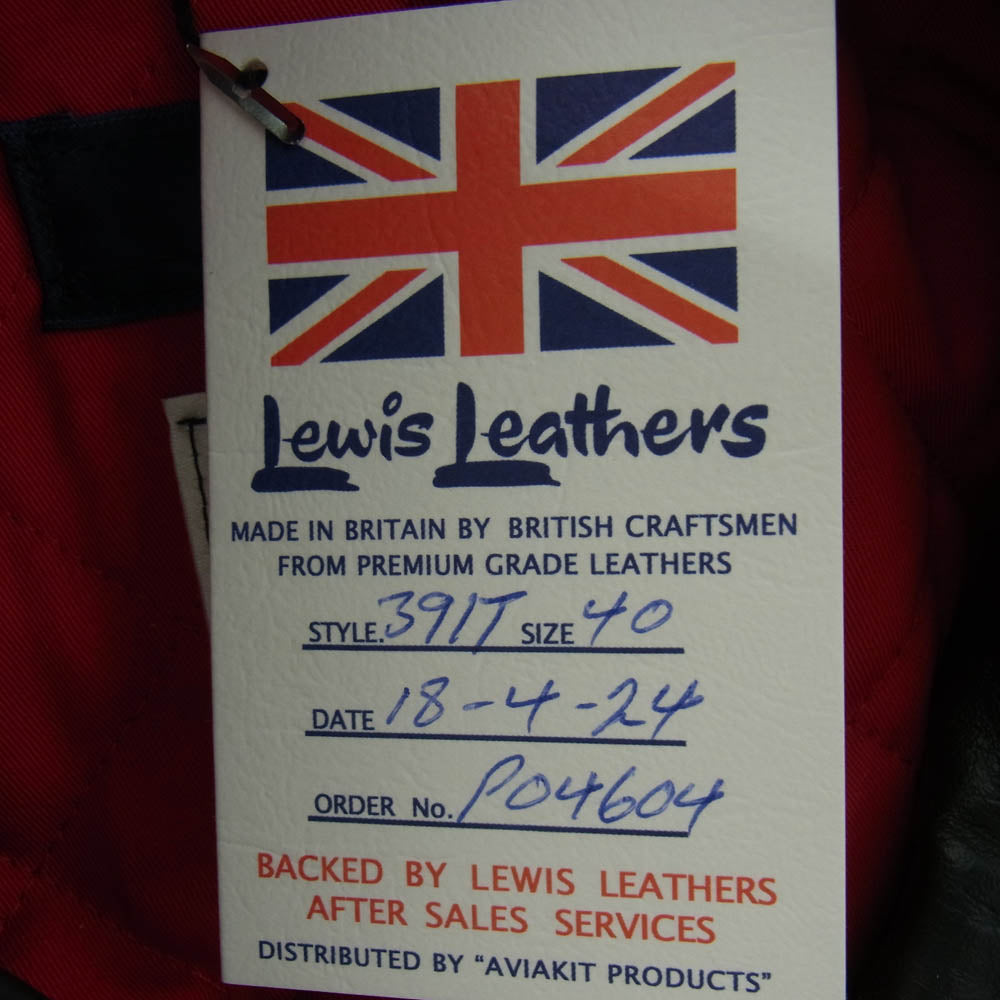 Lewis Leathers
MADE IN BRITAIN BY BRITISH CRAFTSMEN
FROM PREMIUM GRADE LEATHERS
STYLE. 391T SIZE 40
DATE 18-4-24
ORDER No. P04604
BACKED BY LEWIS LEATHERS
AFTER SALES SERVICES
DISTRIBUTED BY "AVIAKIT PRODUCTS"